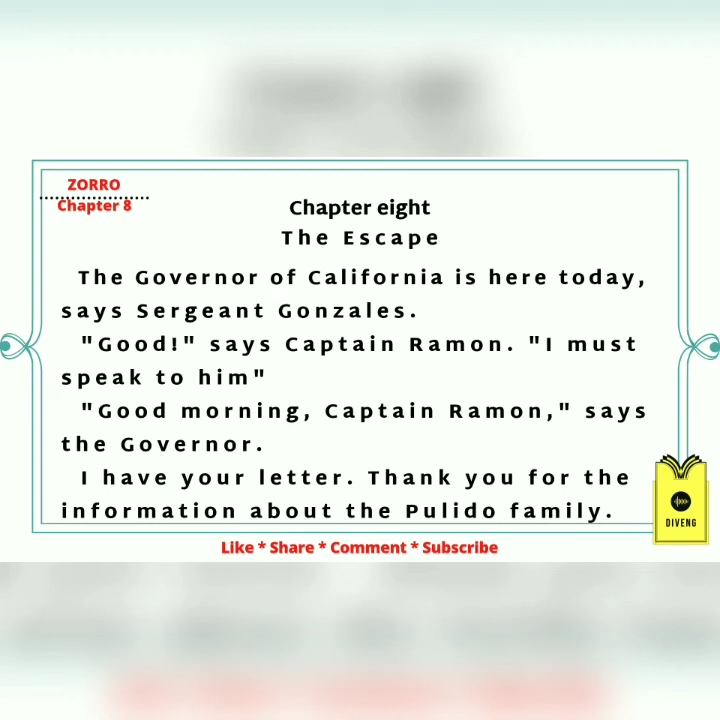 ZORRO
Chapter 8
Chapter eight
The Escape
The Governor of California is here today,
says Sergeant Gonzales.
"Good!" says Captain Ramon. "I must
speak to him"
"Good morning, Captain Ramon," says
the Governor.
I have your letter. Thank you for the
information about the Pulido family.
DIVENG
Like * Share * Comment * Subscribe